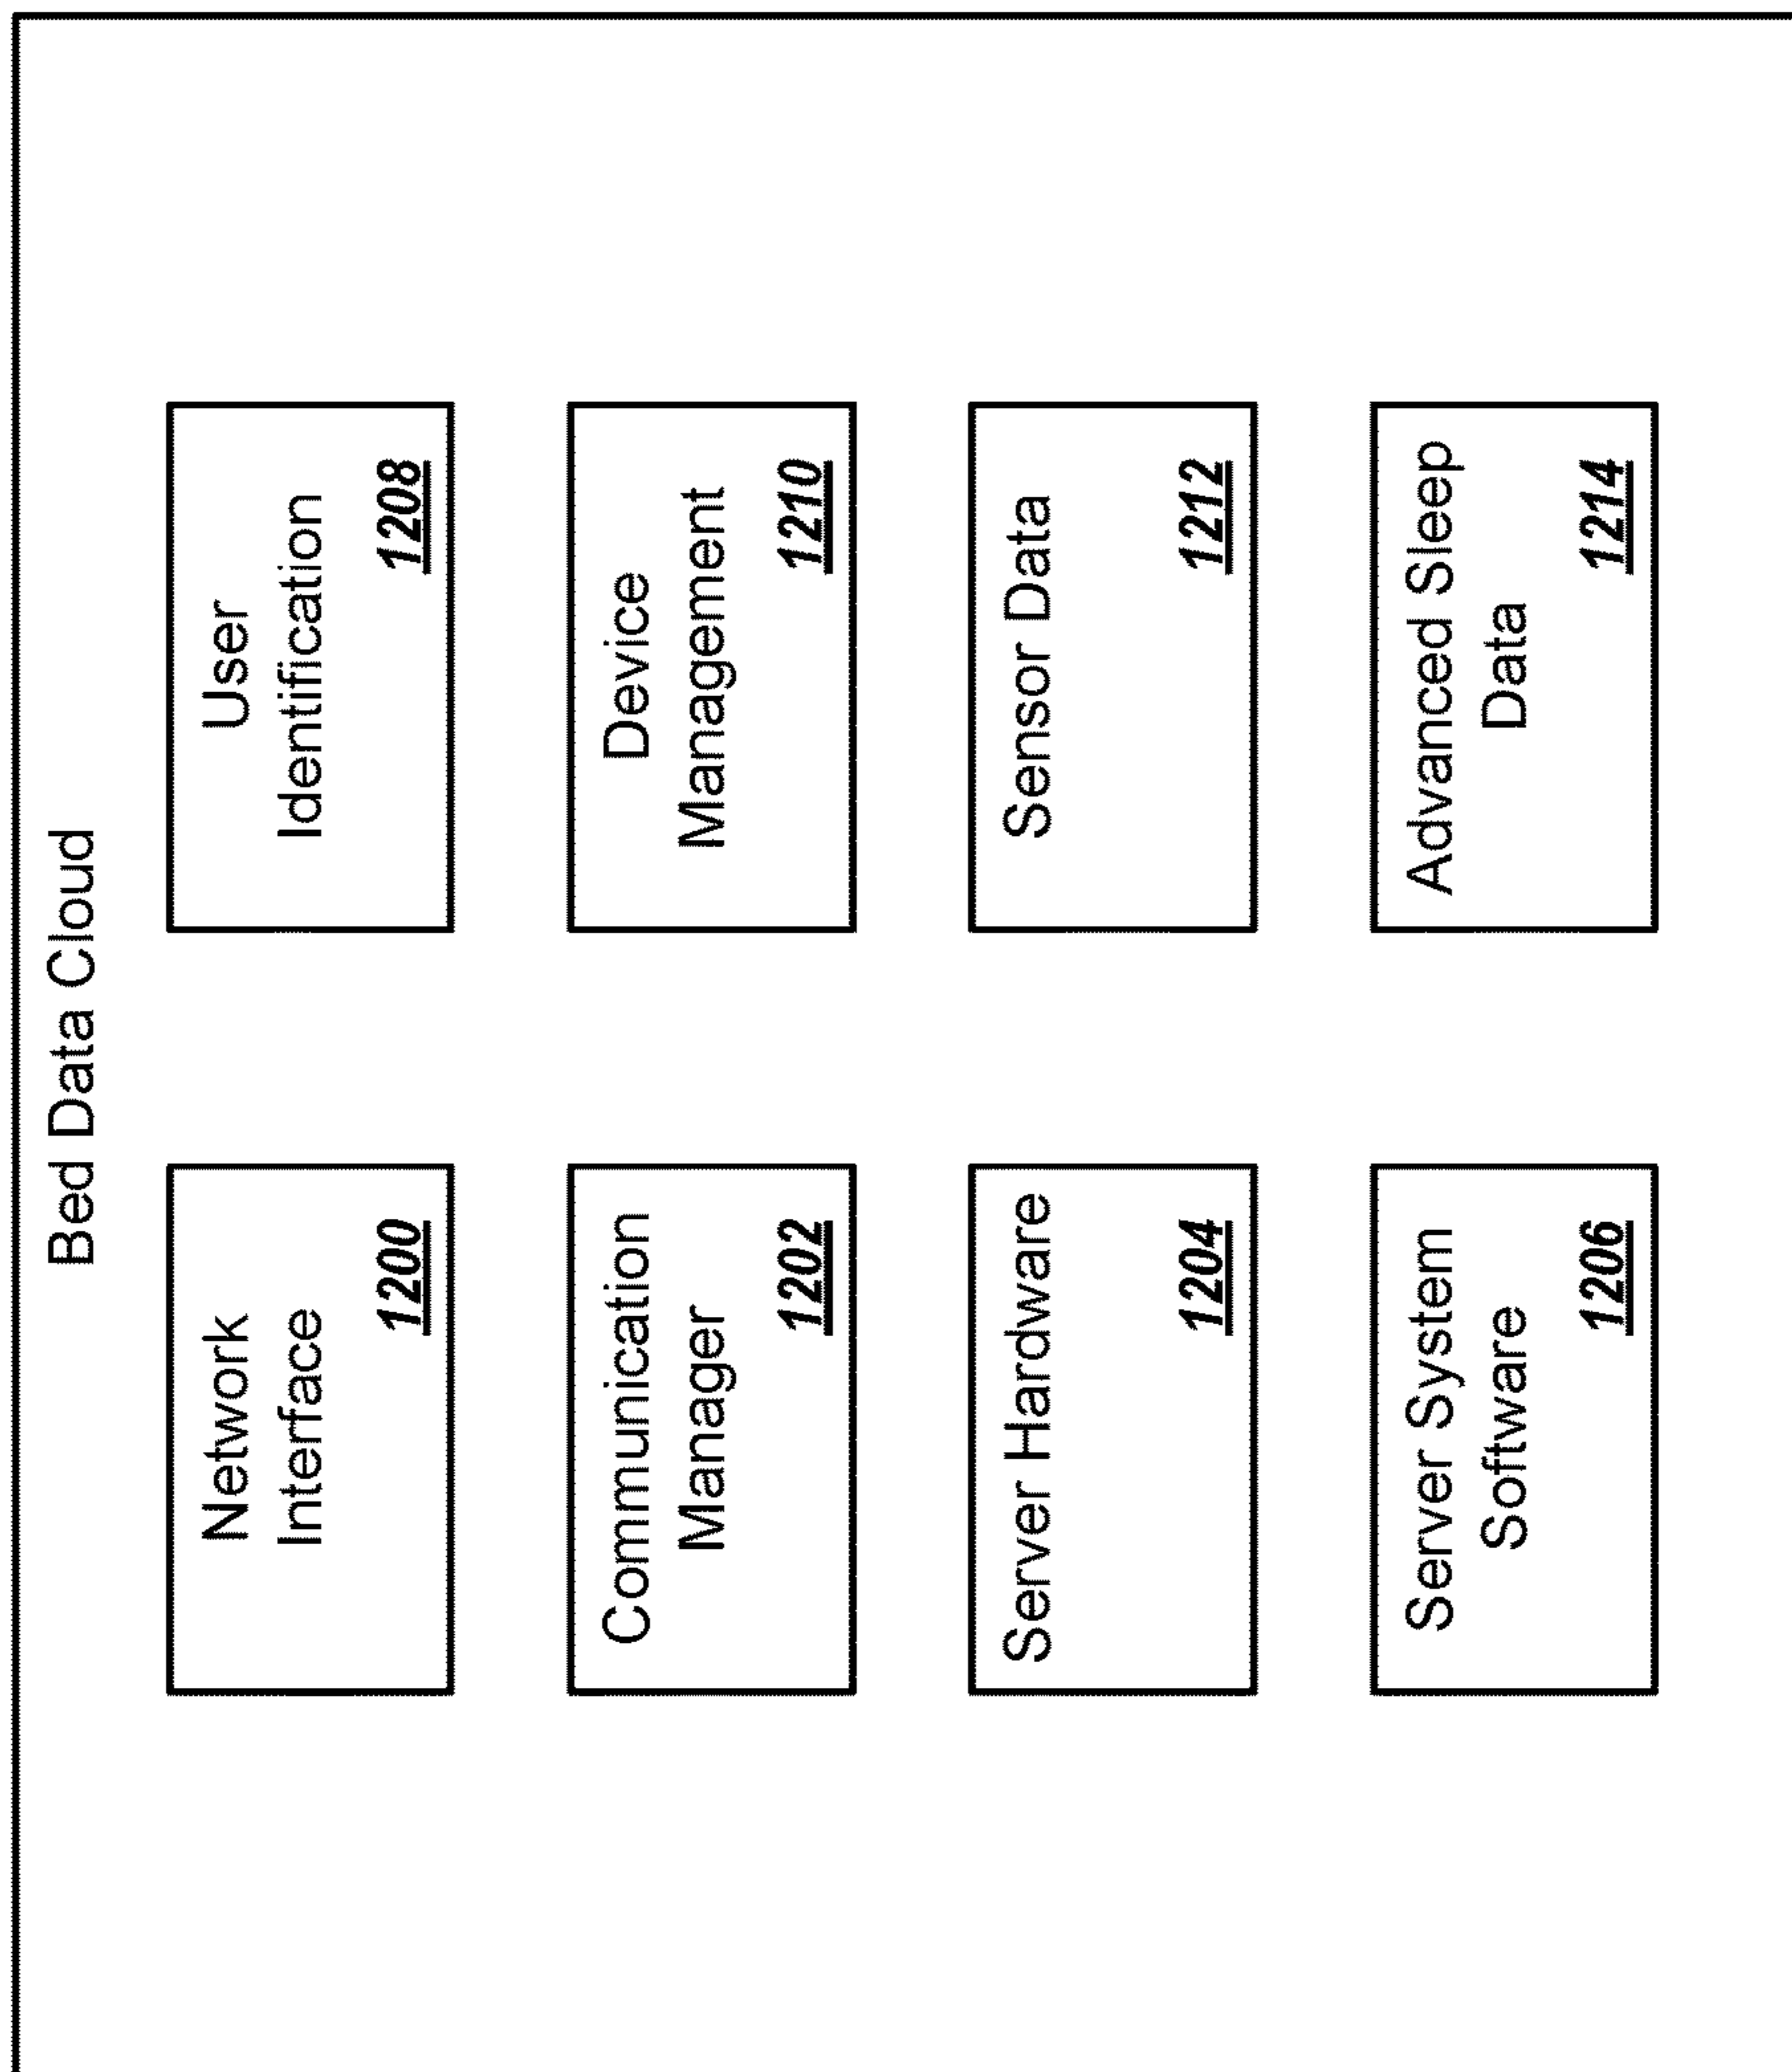 Bed Data Cloud
Network
Interface
1200
Communication
Manager
1202
Server Hardware
1204
Server System
Software
1206
User
Identification
1208
Device
Management
1210
Sensor Data
1212
Advanced Sleep
Data
1214